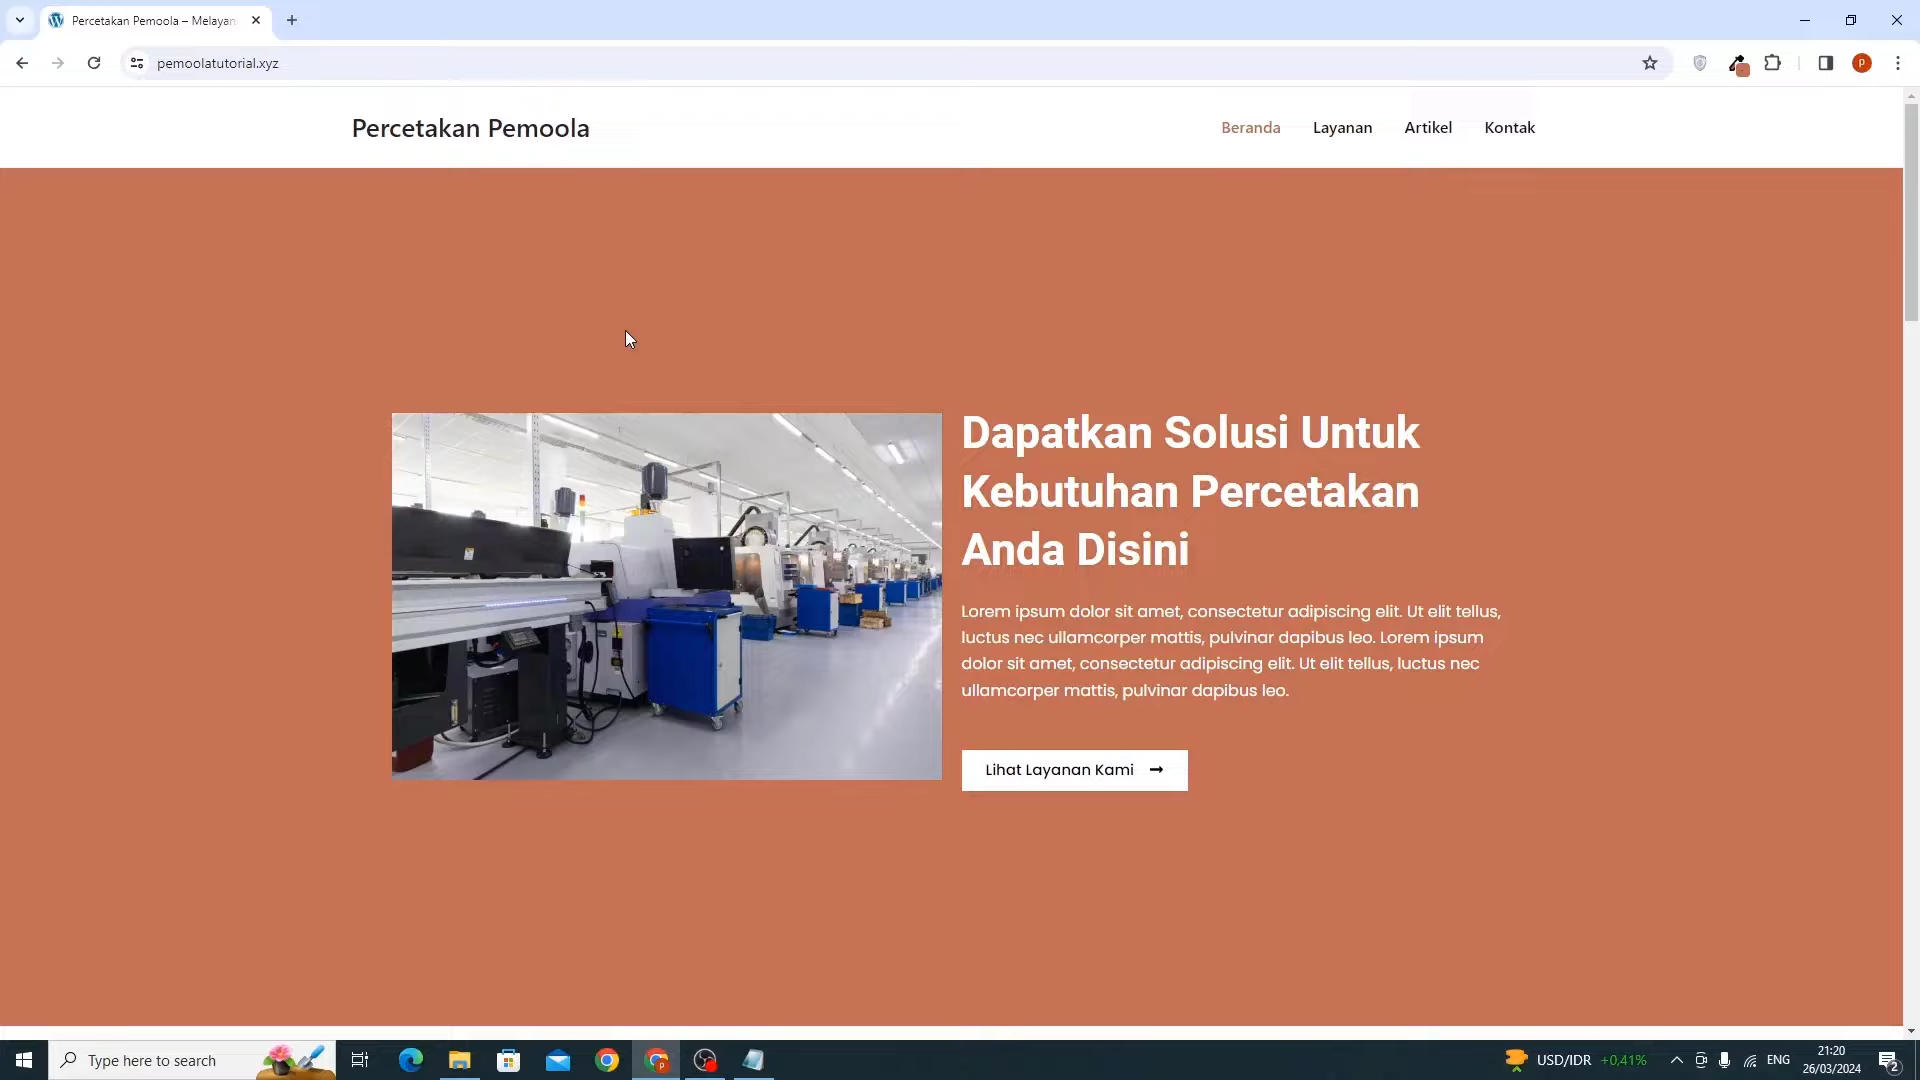 Percetakan Pemoola – Melayan
pemoolatutorial.xyz
P
Percetakan Pemoola
Beranda
Layanan
Artikel
Kontak
Dapatkan Solusi Untuk
Kebutuhan Percetakan
Anda Disini
Lorem ipsum dolor sit amet, consectetur adipiscing elit. Ut elit tellus,
luctus nec ullamcorper mattis, pulvinar dapibus leo. Lorem ipsum
dolor sit amet, consectetur adipiscing elit. Ut elit tellus, luctus nec
ullamcorper mattis, pulvinar dapibus leo.
Lihat Layanan Kami
Type here to search
USD/IDR +0,41%
ENG
21:20
26/03/2024
2